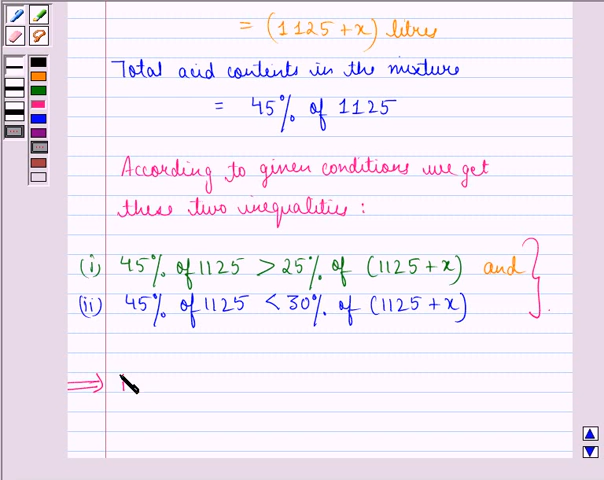 = (1125 + x) litres
Total acid contents in the mixture
= 45% of 1125
According to given conditions we get
these two inequalities :
(i) 45% of 1125 > 25% of (1125 + x) and
(ii) 45% of 1125 < 30% of (1125 + x) .
⇒